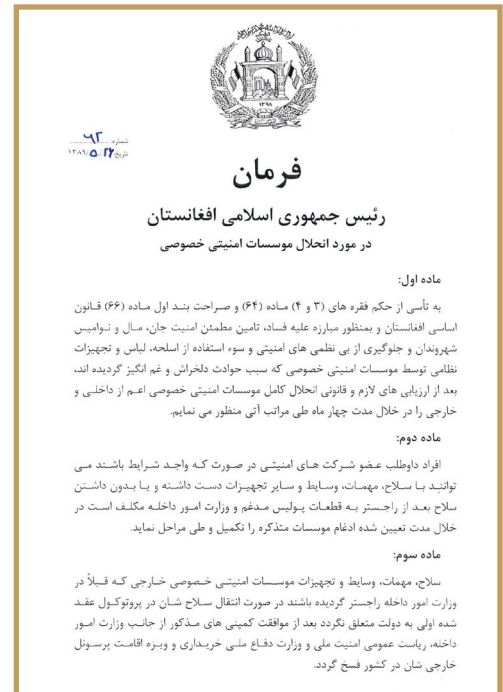 ۱۲۹۸
شماره ۶۲
تاریخ ۲۶/۵/۱۳۸۹
فرمان
رئیس جمهوری اسلامی افغانستان
در مورد انحلال موسسات امنیتی خصوصی
ماده اول:
به تأسی از حکم فقره های (۳ و ۴) ماده (۶۴) و صراحت بند اول ماده (۶۶) قانون
اساسی افغانستان و بمنظور مبارزه علیه فساد، تامین مطمئن امنیت جان، مال و نوامیس
شهروندان و جلوگیری از بی نظمی های امنیتی و سوء استفاده از اسلحه، لباس و تجهیزات
نظامی توسط موسسات امنیتی خصوصی که سبب حوادث دلخراش و غم انگیز گردیده اند،
بعد از ارزیابی های لازم و قانونی انحلال کامل موسسات امنیتی خصوصی اعم از داخلی و
خارجی را در خلال مدت چهار ماه طی مراتب آتی منظور می نمایم.
ماده دوم:
افراد داوطلب عضو شرکت های امنیتی در صورت که واجد شرایط باشند می
توانند با سلاح، مهمات، وسایط و سایر تجهیزات دست داشته و یا بدون داشتن
سلاح بعد از راجستر به قطعات پولیس مدغم و وزارت امور داخله مکلف است در
خلال مدت تعیین شده ادغام موسسات متذکره را تکمیل و طی مراحل نماید.
ماده سوم:
سلاح، مهمات، وسایط و تجهیزات موسسات امنیتی خصوصی خارجی که قبلاً در
وزارت امور داخله راجستر گردیده باشند در صورت انتقال سلاح شان در پروتوکول عقد
شده اولی به دولت متعلق نگردد بعد از موافقت کمپنی های مذکور از جانب وزارت امور
داخله، ریاست عمومی امنیت ملی و وزارت دفاع ملی خریداری و ویزه اقامت پرسونل
خارجی شان در کشور فسخ گردد.